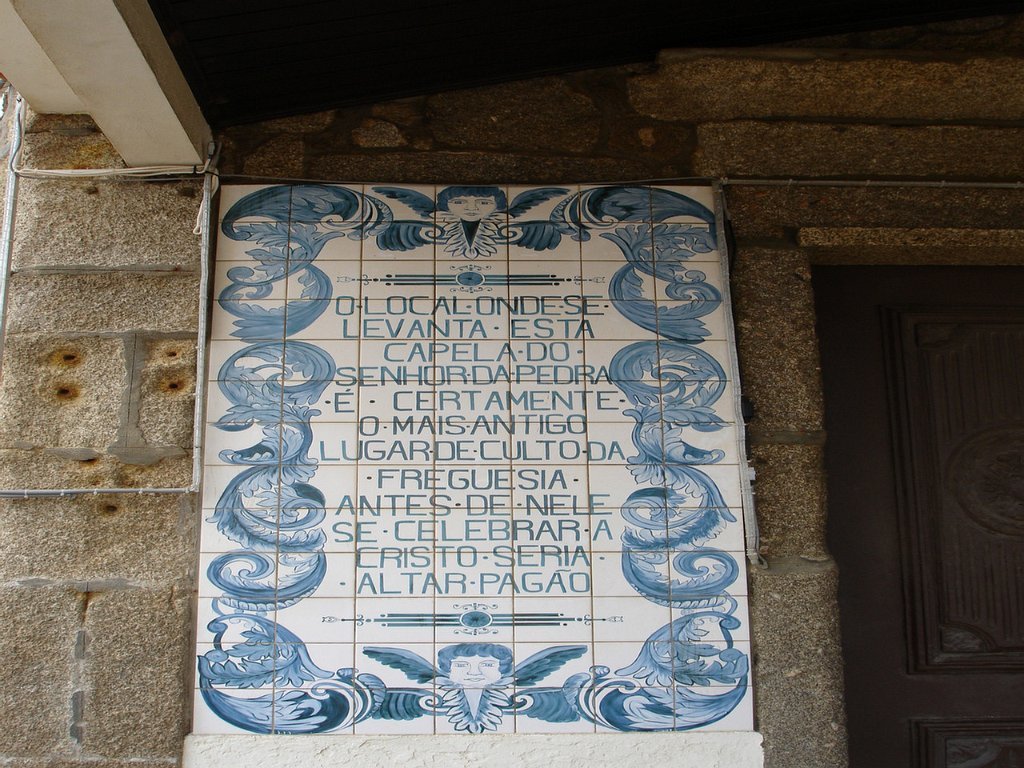 O·LOCAL·ONDE·SE·
LEVANTA·ESTA
CAPELA·DO·
SENHOR·DA·PEDRA
·É·CERTAMENTE·
O·MAIS·ANTIGO
LUGAR·DE·CULTO·DA
·FREGUESIA·
ANTES·DE·NELE
SE·CELEBRAR·A
CRISTO·SERIA·
·ALTAR·PAGÃO